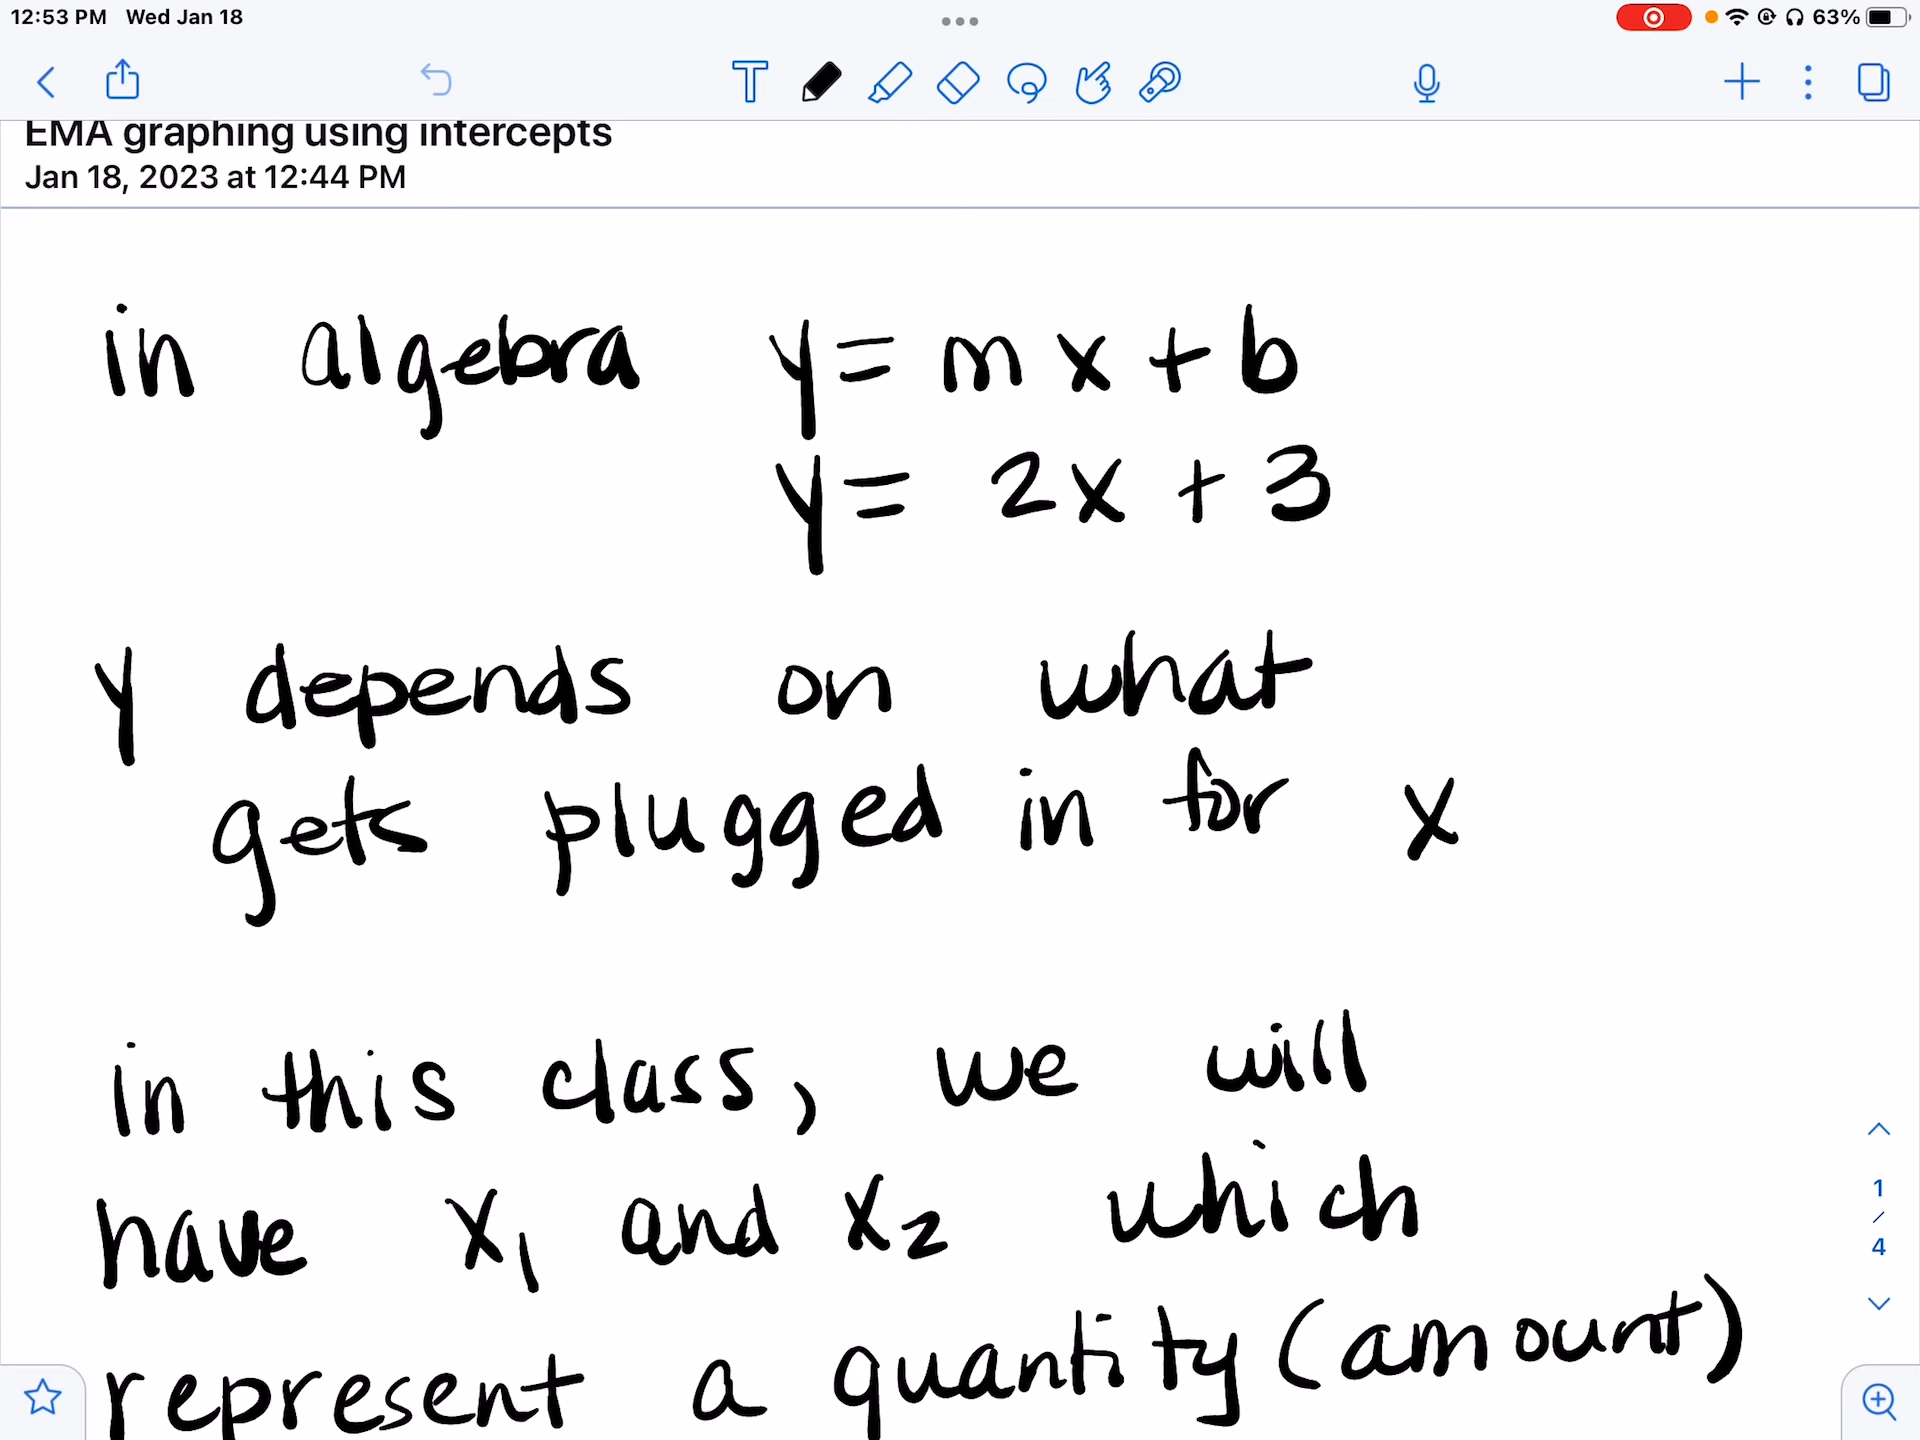 12:53 PM Wed Jan 18
63%
T
EMA graphing using intercepts
Jan 18, 2023 at 12:44 PM
in algebra y = mx + b
y = 2x + 3
y depends on what
gets plugged in for x
in this class, we will
have x₁ and x₂ which
represent a quantity (amount)
1
/
4